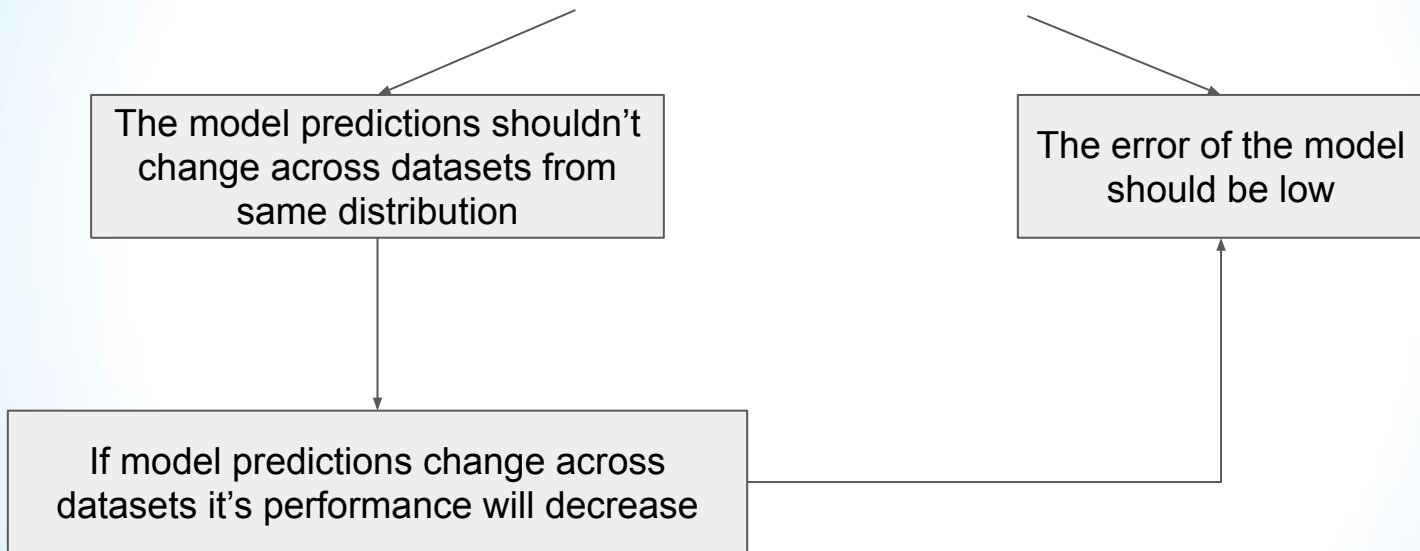 The model predictions shouldn’t
change across datasets from
same distribution
The error of the model
should be low
If model predictions change across
datasets it’s performance will decrease